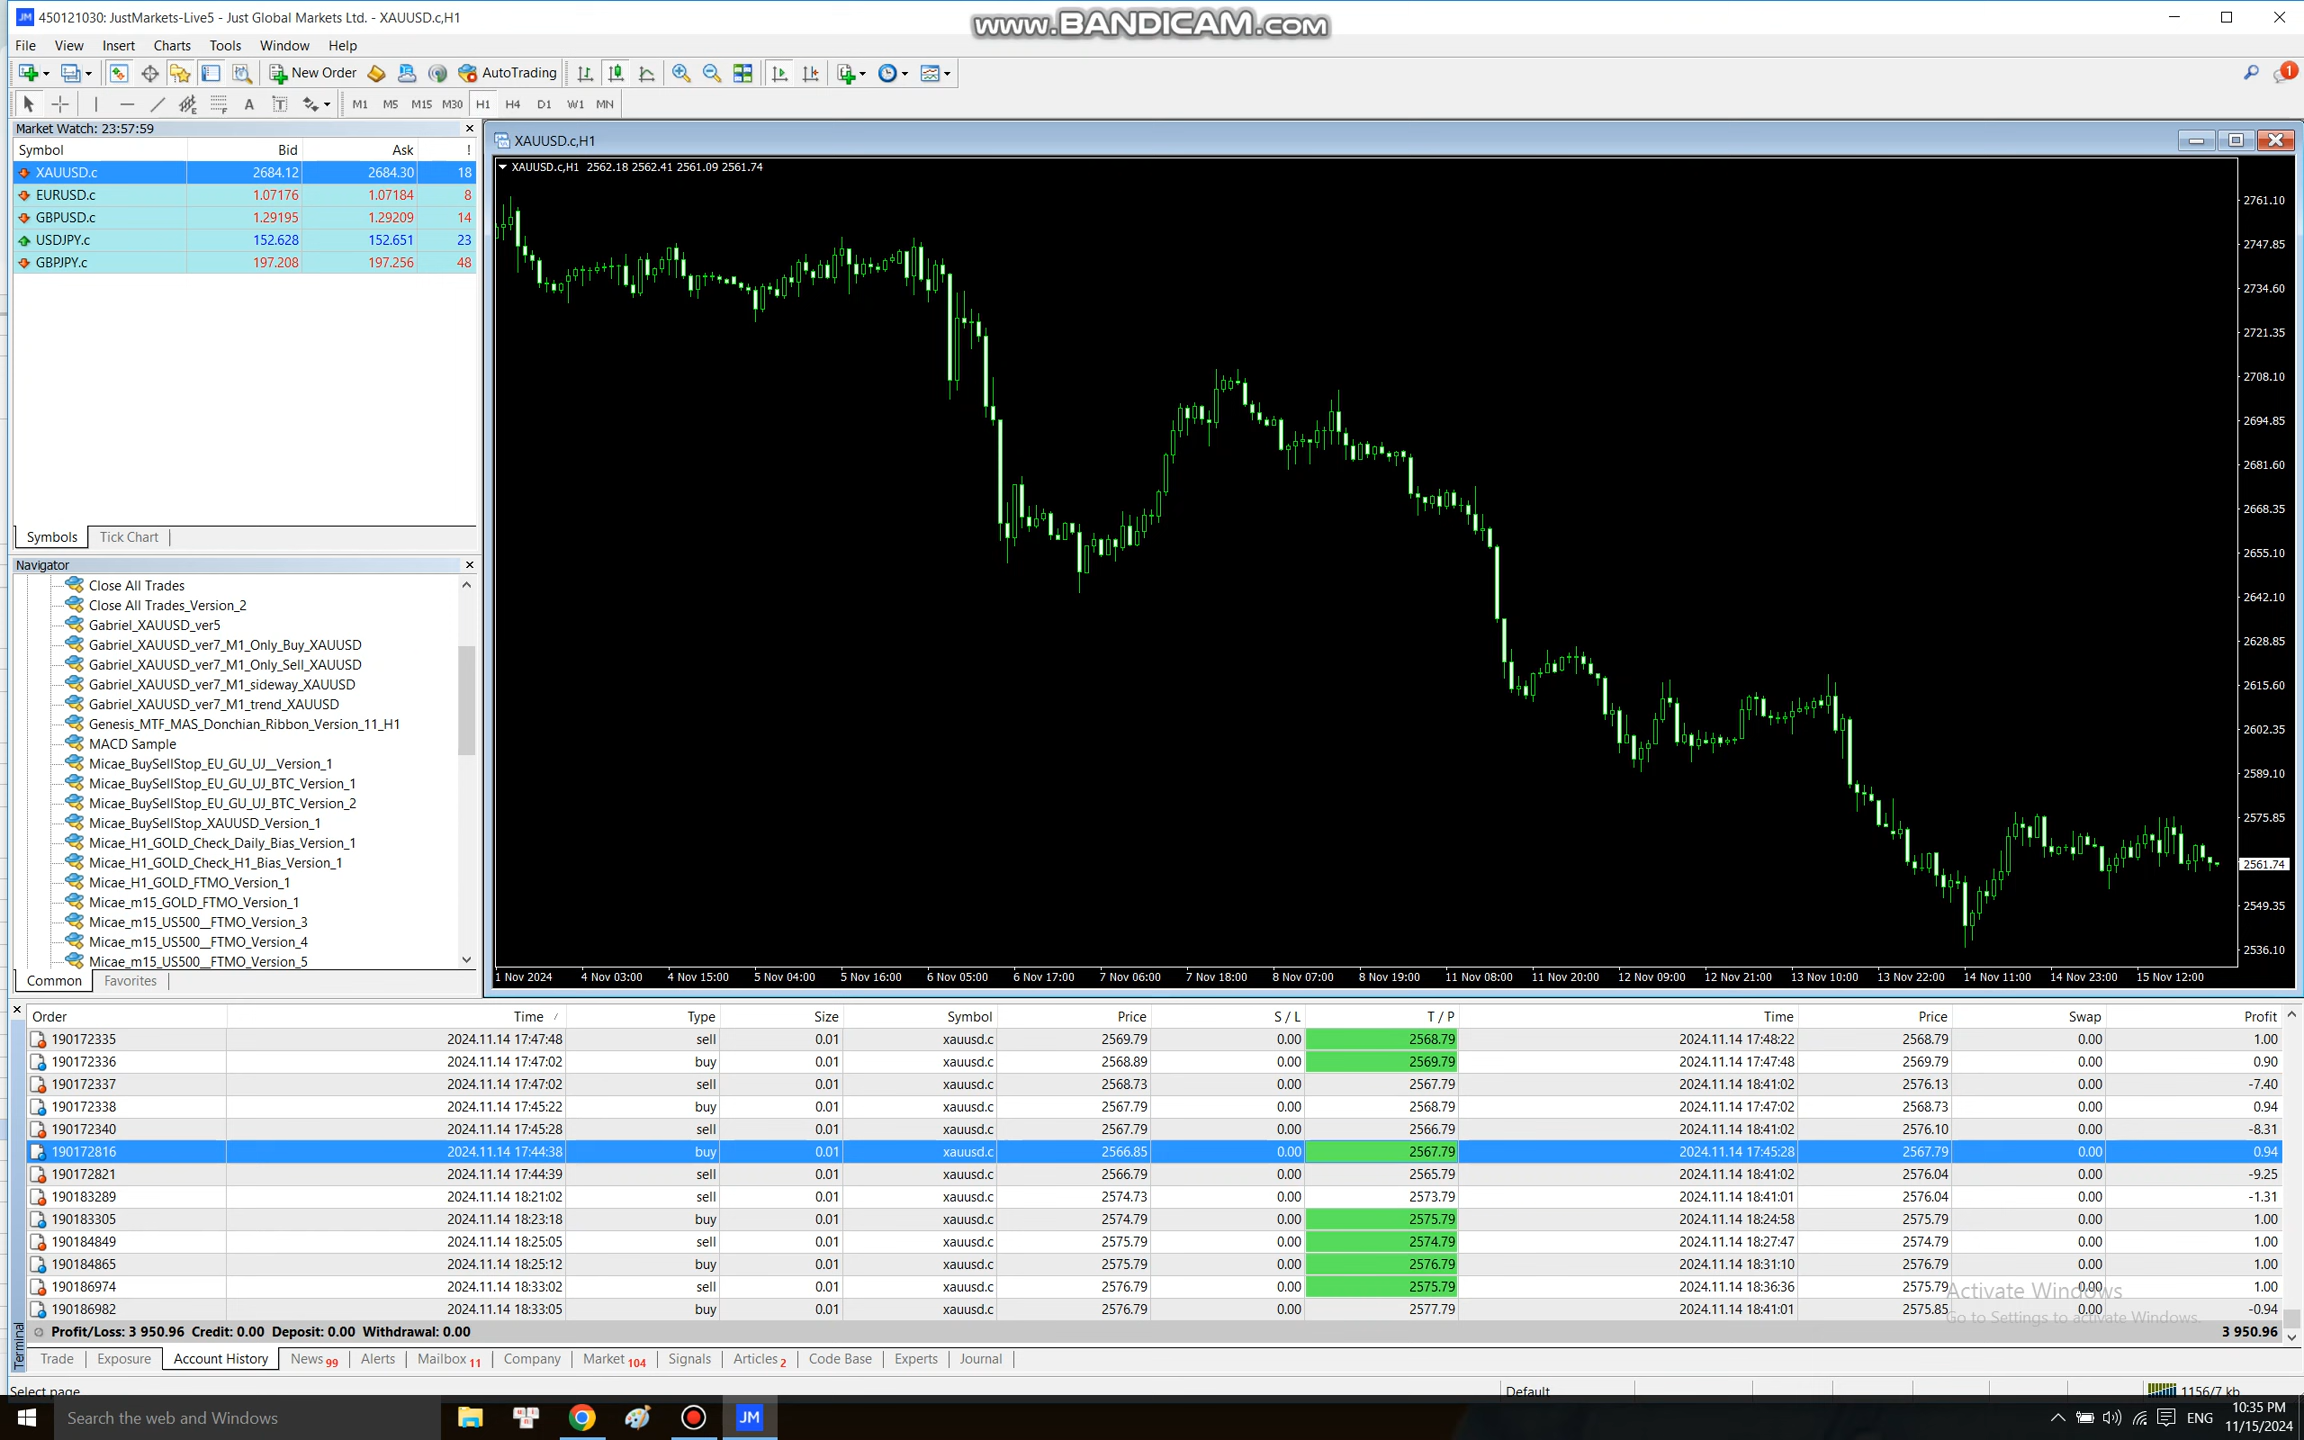 450121030: JustMarkets-Live5 - Just Global Markets Ltd. - XAUUSD.c,H1
www.BANDICAM.com
File View Insert Charts Tools Window Help
New Order AutoTrading 1
A T M1 M5 M15 M30 H1 H4 D1 W1 MN
Market Watch: 23:57:59
Symbol Bid Ask !
XAUUSD.c 2684.12 2684.30 18
EURUSD.c 1.07176 1.07184 8
GBPUSD.c 1.29195 1.29209 14
USDJPY.c 152.628 152.651 23
GBPJPY.c 197.208 197.256 48
Symbols Tick Chart
Navigator
Close All Trades
Close All Trades_Version_2
Gabriel_XAUUSD_ver5
Gabriel_XAUUSD_ver7_M1_Only_Buy_XAUUSD
Gabriel_XAUUSD_ver7_M1_Only_Sell_XAUUSD
Gabriel_XAUUSD_ver7_M1_sideway_XAUUSD
Gabriel_XAUUSD_ver7_M1_trend_XAUUSD
Genesis_MTF_MAS_Donchian_Ribbon_Version_11_H1
MACD Sample
Micae_BuySellStop_EU_GU_UJ__Version_1
Micae_BuySellStop_EU_GU_UJ_BTC_Version_1
Micae_BuySellStop_EU_GU_UJ_BTC_Version_2
Micae_BuySellStop_XAUUSD_Version_1
Micae_H1_GOLD_Check_Daily_Bias_Version_1
Micae_H1_GOLD_Check_H1_Bias_Version_1
Micae_H1_GOLD_FTMO_Version_1
Micae_m15_GOLD_FTMO_Version_1
Micae_m15_US500__FTMO_Version_3
Micae_m15_US500__FTMO_Version_4
Micae_m15_US500__FTMO_Version_5
Common Favorites
XAUUSD.c,H1
XAUUSD.c,H1 2562.18 2562.41 2561.09 2561.74
2761.10
2747.85
2734.60
2721.35
2708.10
2694.85
2681.60
2668.35
2655.10
2642.10
2628.85
2615.60
2602.35
2589.10
2575.85
2561.74
2549.35
2536.10
1 Nov 2024 4 Nov 03:00 4 Nov 15:00 5 Nov 04:00 5 Nov 16:00 6 Nov 05:00 6 Nov 17:00 7 Nov 06:00 7 Nov 18:00 8 Nov 07:00 8 Nov 19:00 11 Nov 08:00 11 Nov 20:00 12 Nov 09:00 12 Nov 21:00 13 Nov 10:00 13 Nov 22:00 14 Nov 11:00 14 Nov 23:00 15 Nov 12:00
Order Time / Type Size Symbol Price S / L T / P Time Price Swap Profit
190172335 2024.11.14 17:47:48 sell 0.01 xauusd.c 2569.79 0.00 2568.79 2024.11.14 17:48:22 2568.79 0.00 1.00
190172336 2024.11.14 17:47:02 buy 0.01 xauusd.c 2568.89 0.00 2569.79 2024.11.14 17:47:48 2569.79 0.00 0.90
190172337 2024.11.14 17:47:02 sell 0.01 xauusd.c 2568.73 0.00 2567.79 2024.11.14 18:41:02 2576.13 0.00 -7.40
190172338 2024.11.14 17:45:22 buy 0.01 xauusd.c 2567.79 0.00 2568.79 2024.11.14 17:47:02 2568.73 0.00 0.94
190172340 2024.11.14 17:45:28 sell 0.01 xauusd.c 2567.79 0.00 2566.79 2024.11.14 18:41:02 2576.10 0.00 -8.31
190172816 2024.11.14 17:44:38 buy 0.01 xauusd.c 2566.85 0.00 2567.79 2024.11.14 17:45:28 2567.79 0.00 0.94
190172821 2024.11.14 17:44:39 sell 0.01 xauusd.c 2566.79 0.00 2565.79 2024.11.14 18:41:02 2576.04 0.00 -9.25
190183289 2024.11.14 18:21:02 sell 0.01 xauusd.c 2574.73 0.00 2573.79 2024.11.14 18:41:01 2576.04 0.00 -1.31
190183305 2024.11.14 18:23:18 buy 0.01 xauusd.c 2574.79 0.00 2575.79 2024.11.14 18:24:58 2575.79 0.00 1.00
190184849 2024.11.14 18:25:05 sell 0.01 xauusd.c 2575.79 0.00 2574.79 2024.11.14 18:27:47 2574.79 0.00 1.00
190184865 2024.11.14 18:25:12 buy 0.01 xauusd.c 2575.79 0.00 2576.79 2024.11.14 18:31:10 2576.79 0.00 1.00
190186974 2024.11.14 18:33:02 sell 0.01 xauusd.c 2576.79 0.00 2575.79 2024.11.14 18:36:36 2575.79 0.00 1.00
190186982 2024.11.14 18:33:05 buy 0.01 xauusd.c 2576.79 0.00 2577.79 2024.11.14 18:41:01 2575.85 0.00 -0.94
Activate Windows
Go to Settings to activate Windows.
Profit/Loss: 3 950.96 Credit: 0.00 Deposit: 0.00 Withdrawal: 0.00 3 950.96
Terminal
Trade Exposure Account History News 99 Alerts Mailbox 11 Company Market 104 Signals Articles 2 Code Base Experts Journal
Select page Default 1156/7 kb
Search the web and Windows JM ENG 10:35 PM
11/15/2024